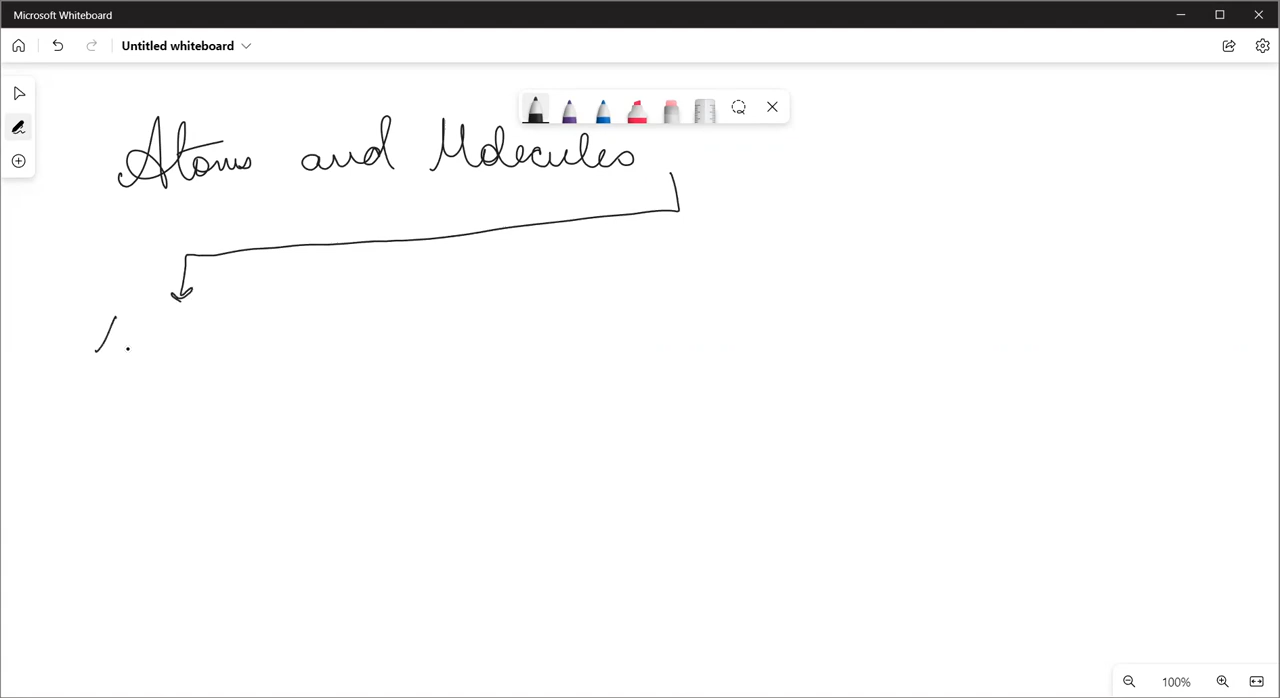 Microsoft Whiteboard
Untitled whiteboard
Atoms and Molecules
1.
100%